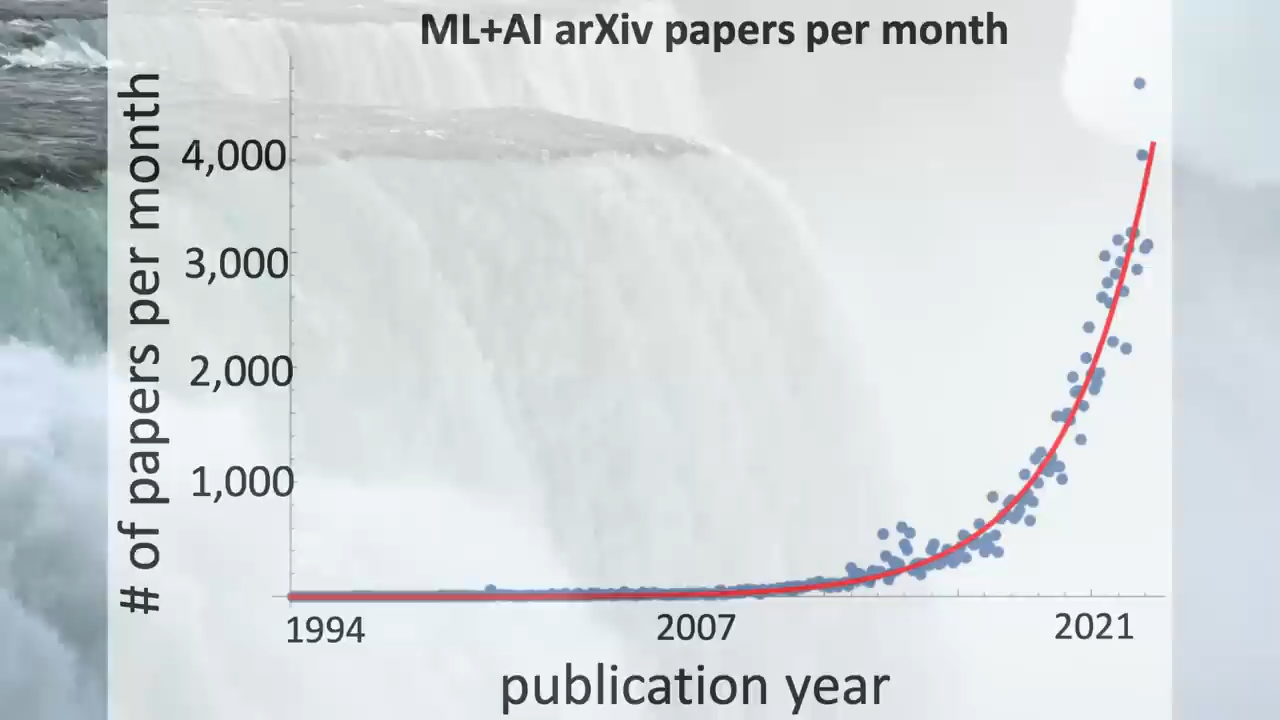 ML+AI arXiv papers per month
# of papers per month
4,000
3,000
2,000
1,000
1994
2007
2021
publication year